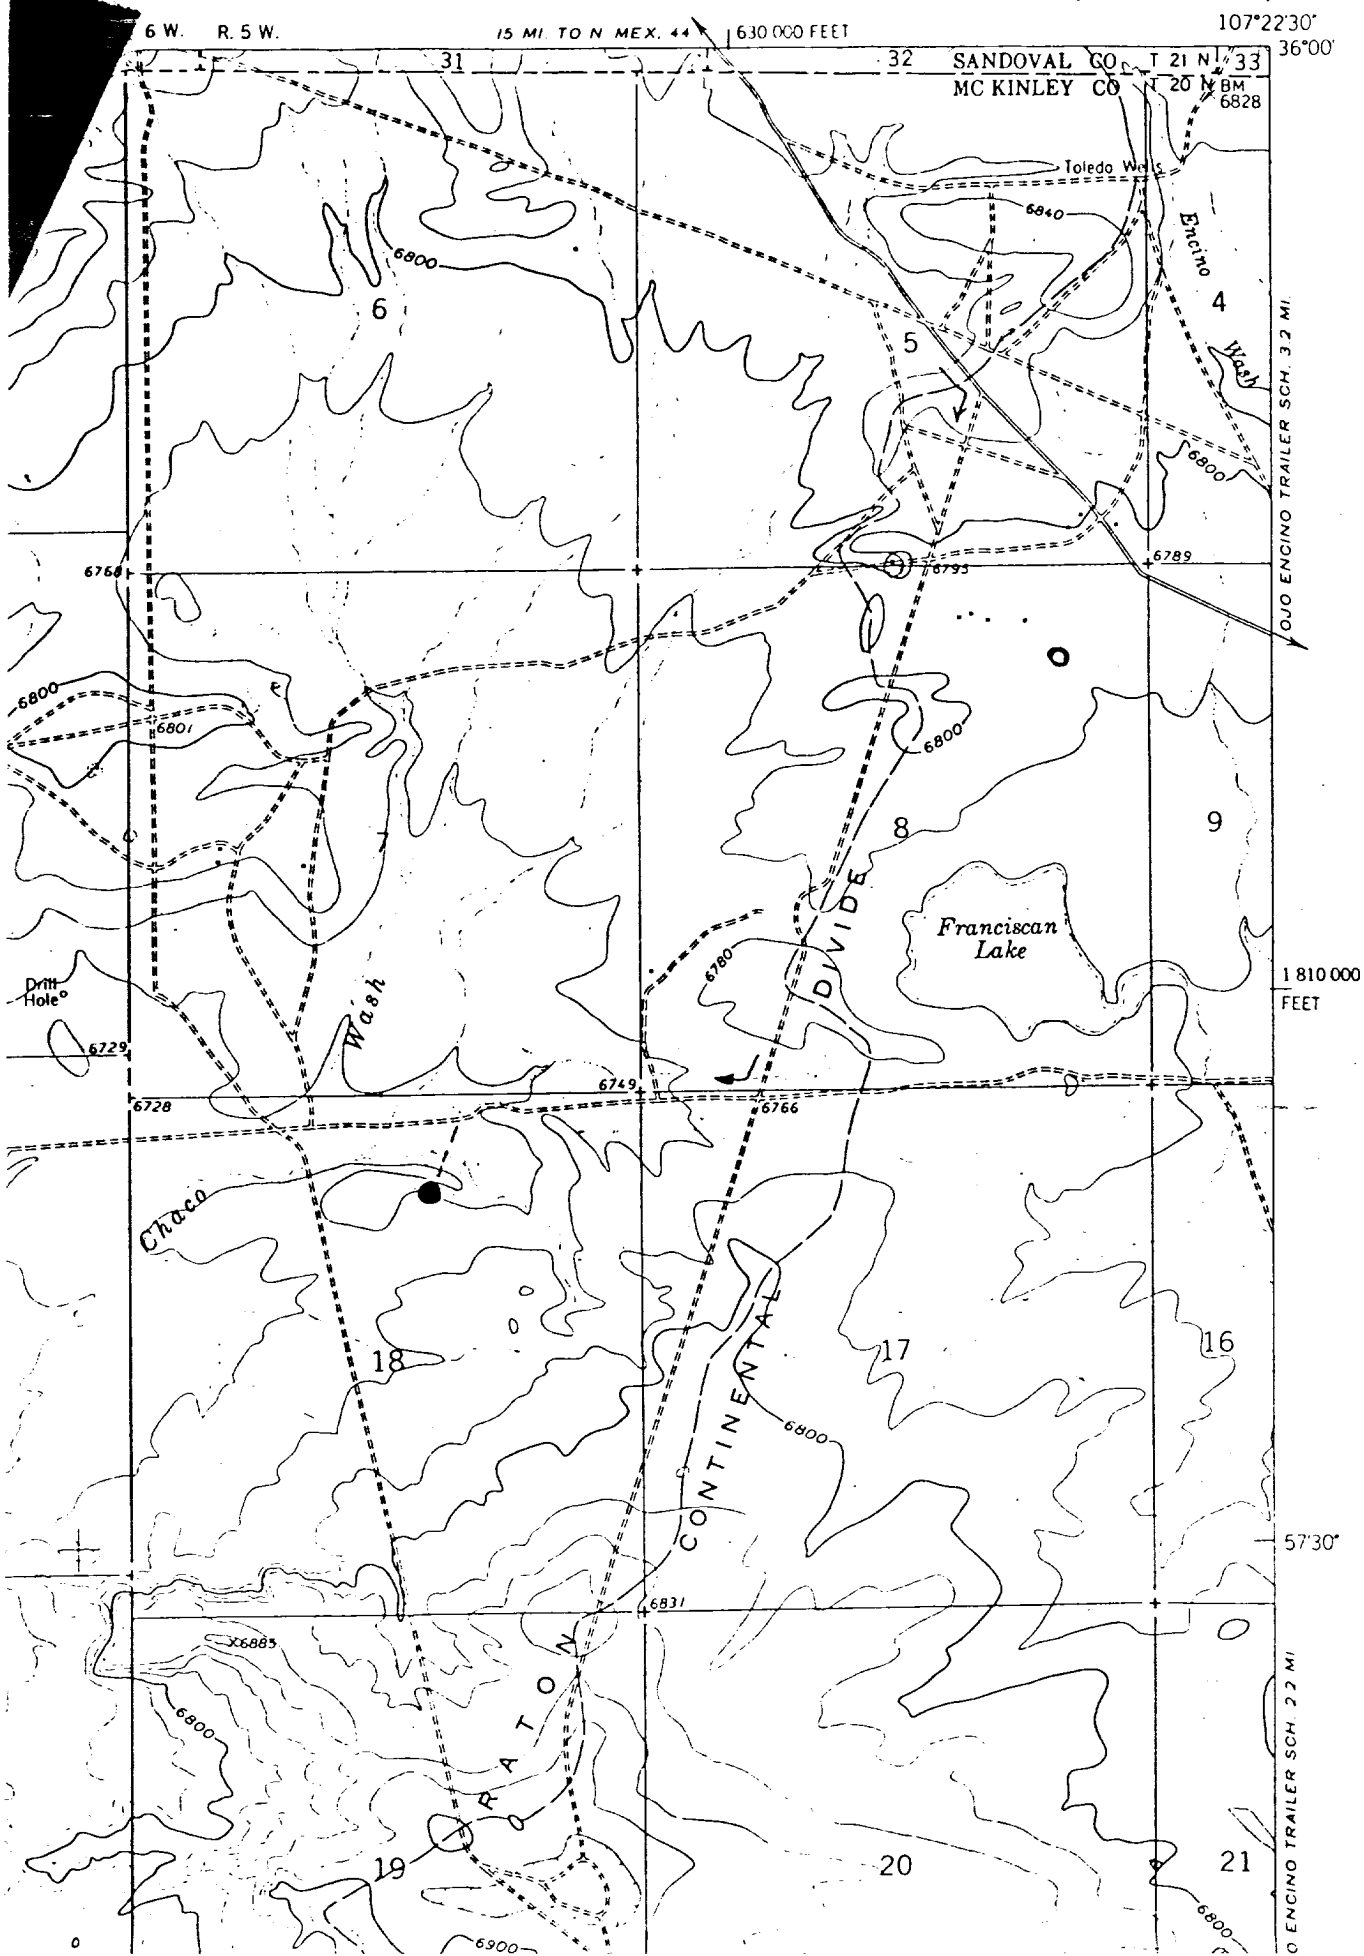 107°22'30"
6 W. R. 5 W. 15 MI. TO N MEX. 44 630 000 FEET
36°00'
31 32 SANDOVAL CO. T 21 N 33
MC KINLEY CO T 20 N BM
6828
Toledo Wells
6840
Encino
6800
6
4
5
Wash
OJO ENCINO TRAILER SCH. 3.2 MI.
6800
6768
6795
6789
6800
6801
6800
7
8
9
DIVIDE
Franciscan
Lake
6780
Drill
Hole
Wash
1 810 000
FEET
6729
6749
6728
6766
Chaco
18
17
16
CONTINENTAL
6800
57'30"
6831
X6885
RATON
6800
19
20
21
6800
O ENCINO TRAILER SCH. 2.2 MI
6900